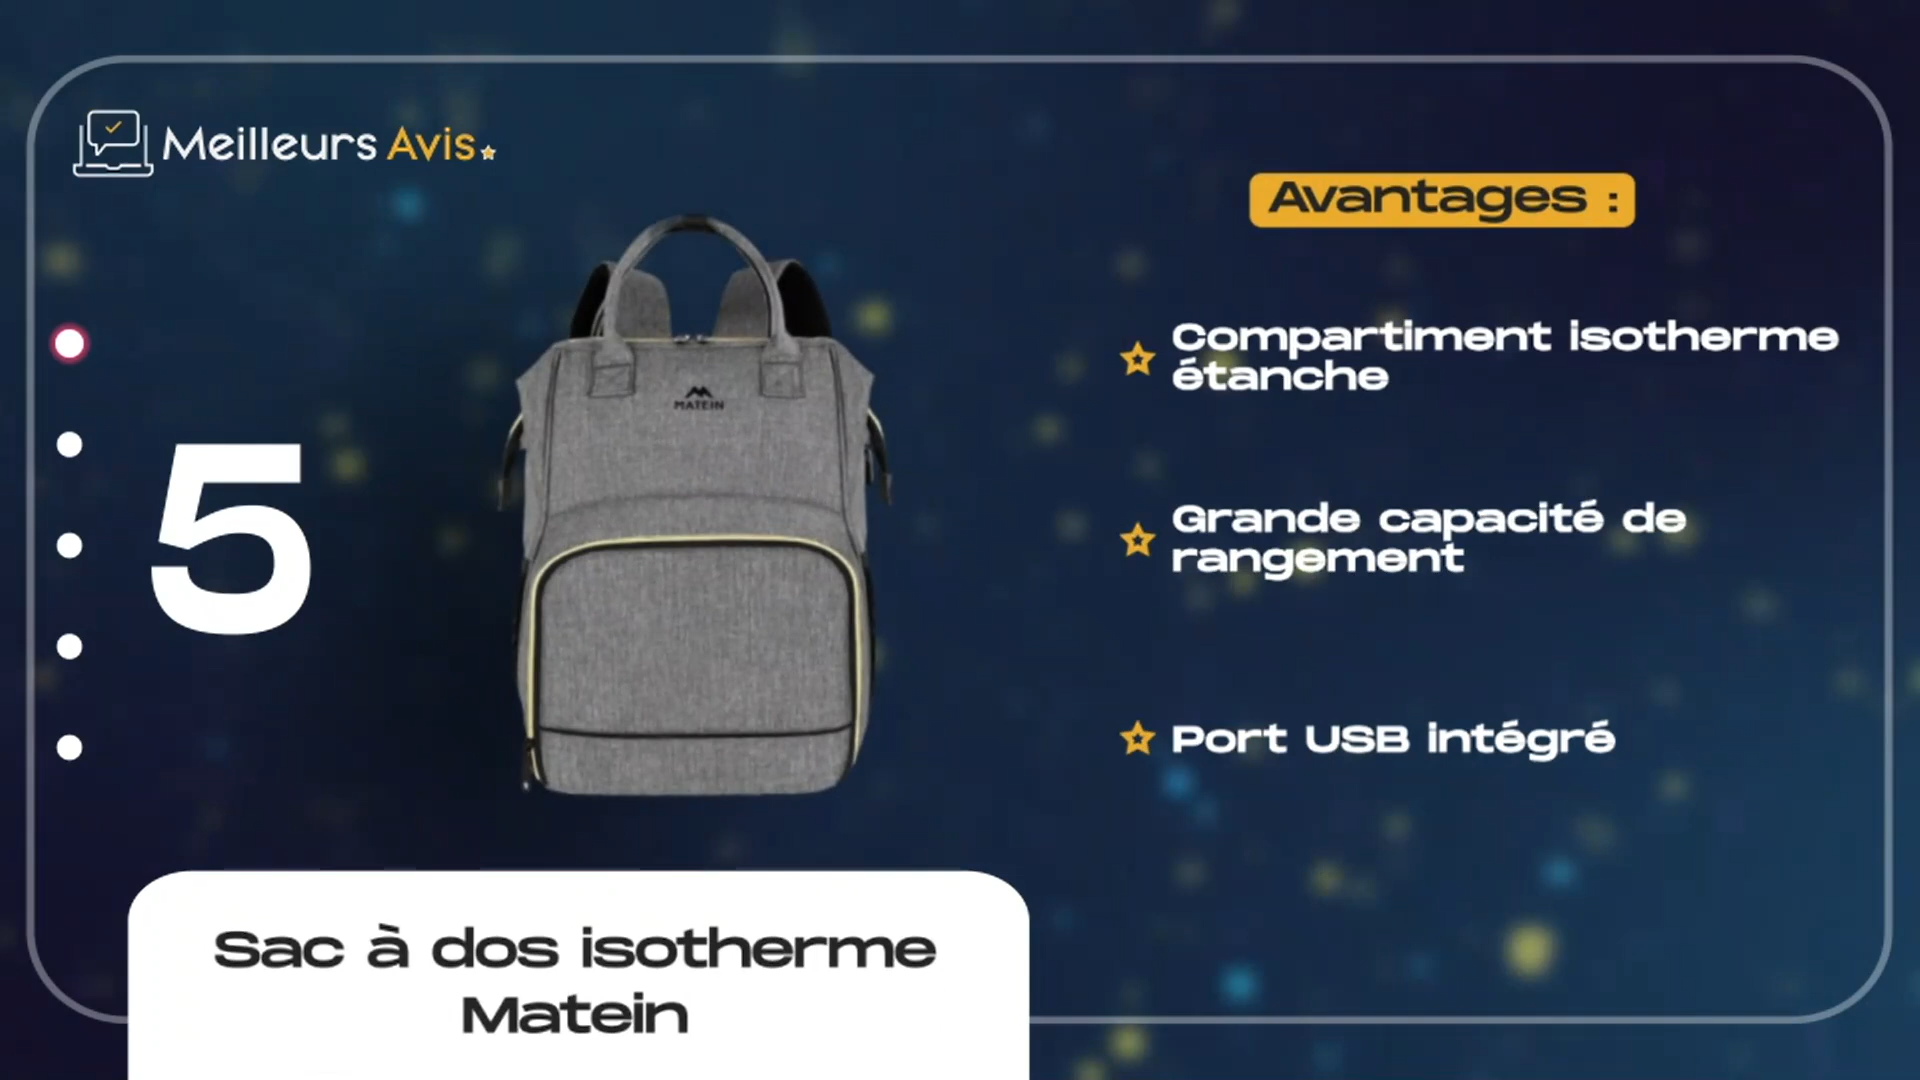 Meilleurs Avis
Avantages :
MATEIN
5
Compartiment isotherme
étanche
Grande capacité de
rangement
Port USB intégré
Sac à dos isotherme
Matein